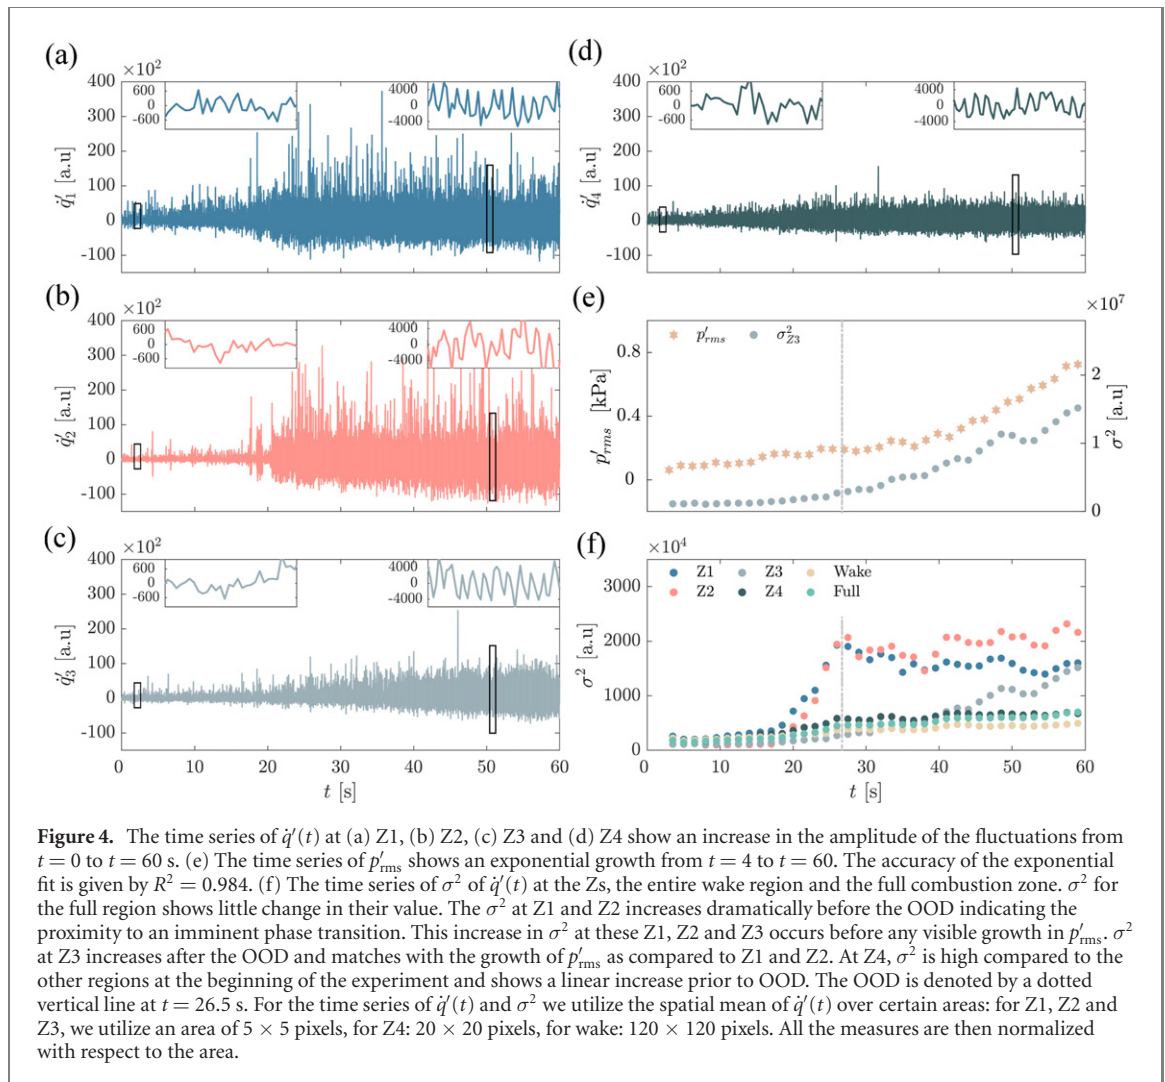 (a)
×10²
400
300
200
100
0
-100
q̇′₁ [a.u]
600
0
-600
4000
0
-4000
(d)
×10²
400
300
200
100
0
-100
q̇′₄ [a.u]
600
0
-600
4000
0
-4000
(b)
×10²
400
300
200
100
0
-100
q̇′₂ [a.u]
600
0
-600
4000
0
-4000
(e)
×10⁷
p′rms σ²Z3
0.8
0.4
0
p′rms [kPa]
2
1
0
σ² [a.u]
(c)
×10²
400
300
200
100
0
-100
q̇′₃ [a.u]
600
0
-600
4000
0
-4000
0 10 20 30 40 50 60
t [s]
(f)
×10⁴
Z1 Z3 Wake
Z2 Z4 Full
3000
2000
1000
0
σ² [a.u]
0 20 30 40 50 60
t [s]
Figure 4. The time series of q̇′(t) at (a) Z1, (b) Z2, (c) Z3 and (d) Z4 show an increase in the amplitude of the fluctuations from
t = 0 to t = 60 s. (e) The time series of p′rms shows an exponential growth from t = 4 to t = 60. The accuracy of the exponential
fit is given by R² = 0.984. (f) The time series of σ² of q̇′(t) at the Zs, the entire wake region and the full combustion zone. σ² for
the full region shows little change in their value. The σ² at Z1 and Z2 increases dramatically before the OOD indicating the
proximity to an imminent phase transition. This increase in σ² at these Z1, Z2 and Z3 occurs before any visible growth in p′rms. σ²
at Z3 increases after the OOD and matches with the growth of p′rms as compared to Z1 and Z2. At Z4, σ² is high compared to the
other regions at the beginning of the experiment and shows a linear increase prior to OOD. The OOD is denoted by a dotted
vertical line at t = 26.5 s. For the time series of q̇′(t) and σ² we utilize the spatial mean of q̇′(t) over certain areas: for Z1, Z2 and
Z3, we utilize an area of 5 × 5 pixels, for Z4: 20 × 20 pixels, for wake: 120 × 120 pixels. All the measures are then normalized
with respect to the area.